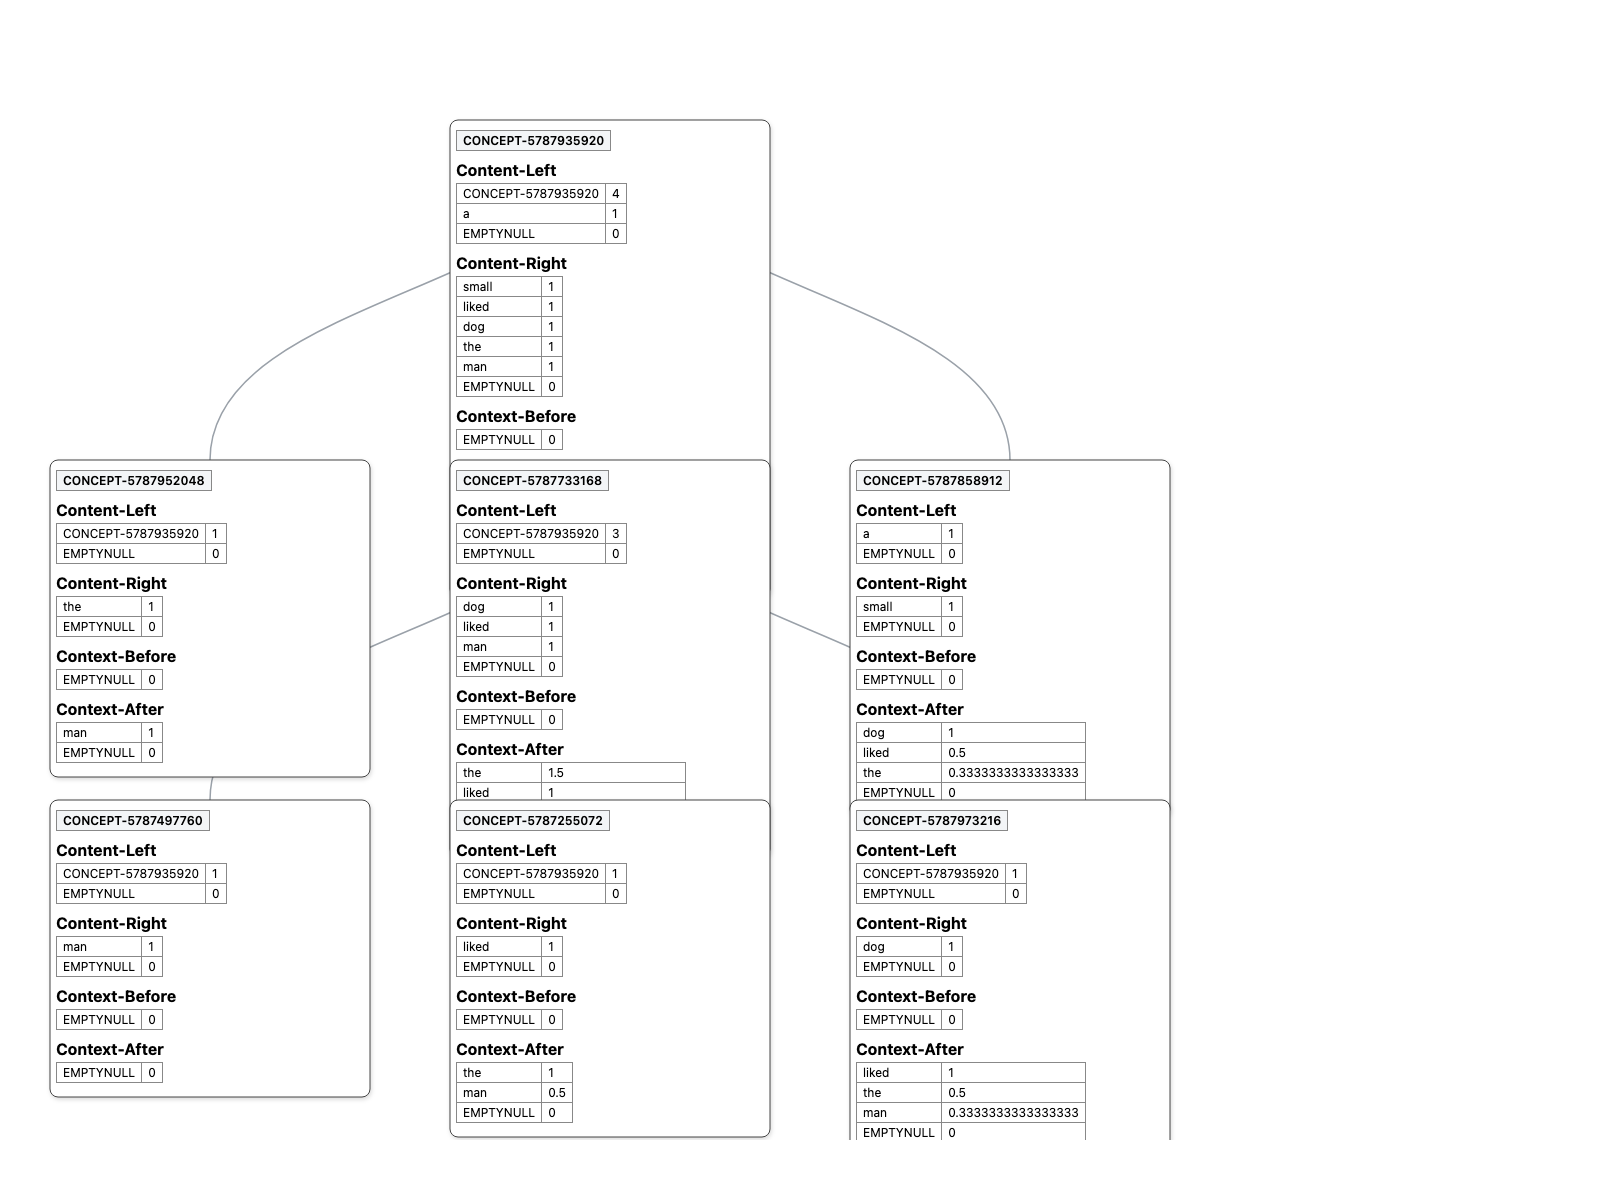 CONCEPT-5787935920
Content-Left
CONCEPT-5787935920 4
a 1
EMPTYNULL 0
Content-Right
small 1
liked 1
dog 1
the 1
man 1
EMPTYNULL 0
Context-Before
EMPTYNULL 0
CONCEPT-5787952048
Content-Left
CONCEPT-5787935920 1
EMPTYNULL 0
Content-Right
the 1
EMPTYNULL 0
Context-Before
EMPTYNULL 0
Context-After
man 1
EMPTYNULL 0
CONCEPT-5787733168
Content-Left
CONCEPT-5787935920 3
EMPTYNULL 0
Content-Right
dog 1
liked 1
man 1
EMPTYNULL 0
Context-Before
EMPTYNULL 0
Context-After
the 1.5
liked 1
CONCEPT-5787858912
Content-Left
a 1
EMPTYNULL 0
Content-Right
small 1
EMPTYNULL 0
Context-Before
EMPTYNULL 0
Context-After
dog 1
liked 0.5
the 0.3333333333333333
EMPTYNULL 0
CONCEPT-5787497760
Content-Left
CONCEPT-5787935920 1
EMPTYNULL 0
Content-Right
man 1
EMPTYNULL 0
Context-Before
EMPTYNULL 0
Context-After
EMPTYNULL 0
CONCEPT-5787255072
Content-Left
CONCEPT-5787935920 1
EMPTYNULL 0
Content-Right
liked 1
EMPTYNULL 0
Context-Before
EMPTYNULL 0
Context-After
the 1
man 0.5
EMPTYNULL 0
CONCEPT-5787973216
Content-Left
CONCEPT-5787935920 1
EMPTYNULL 0
Content-Right
dog 1
EMPTYNULL 0
Context-Before
EMPTYNULL 0
Context-After
liked 1
the 0.5
man 0.3333333333333333
EMPTYNULL 0